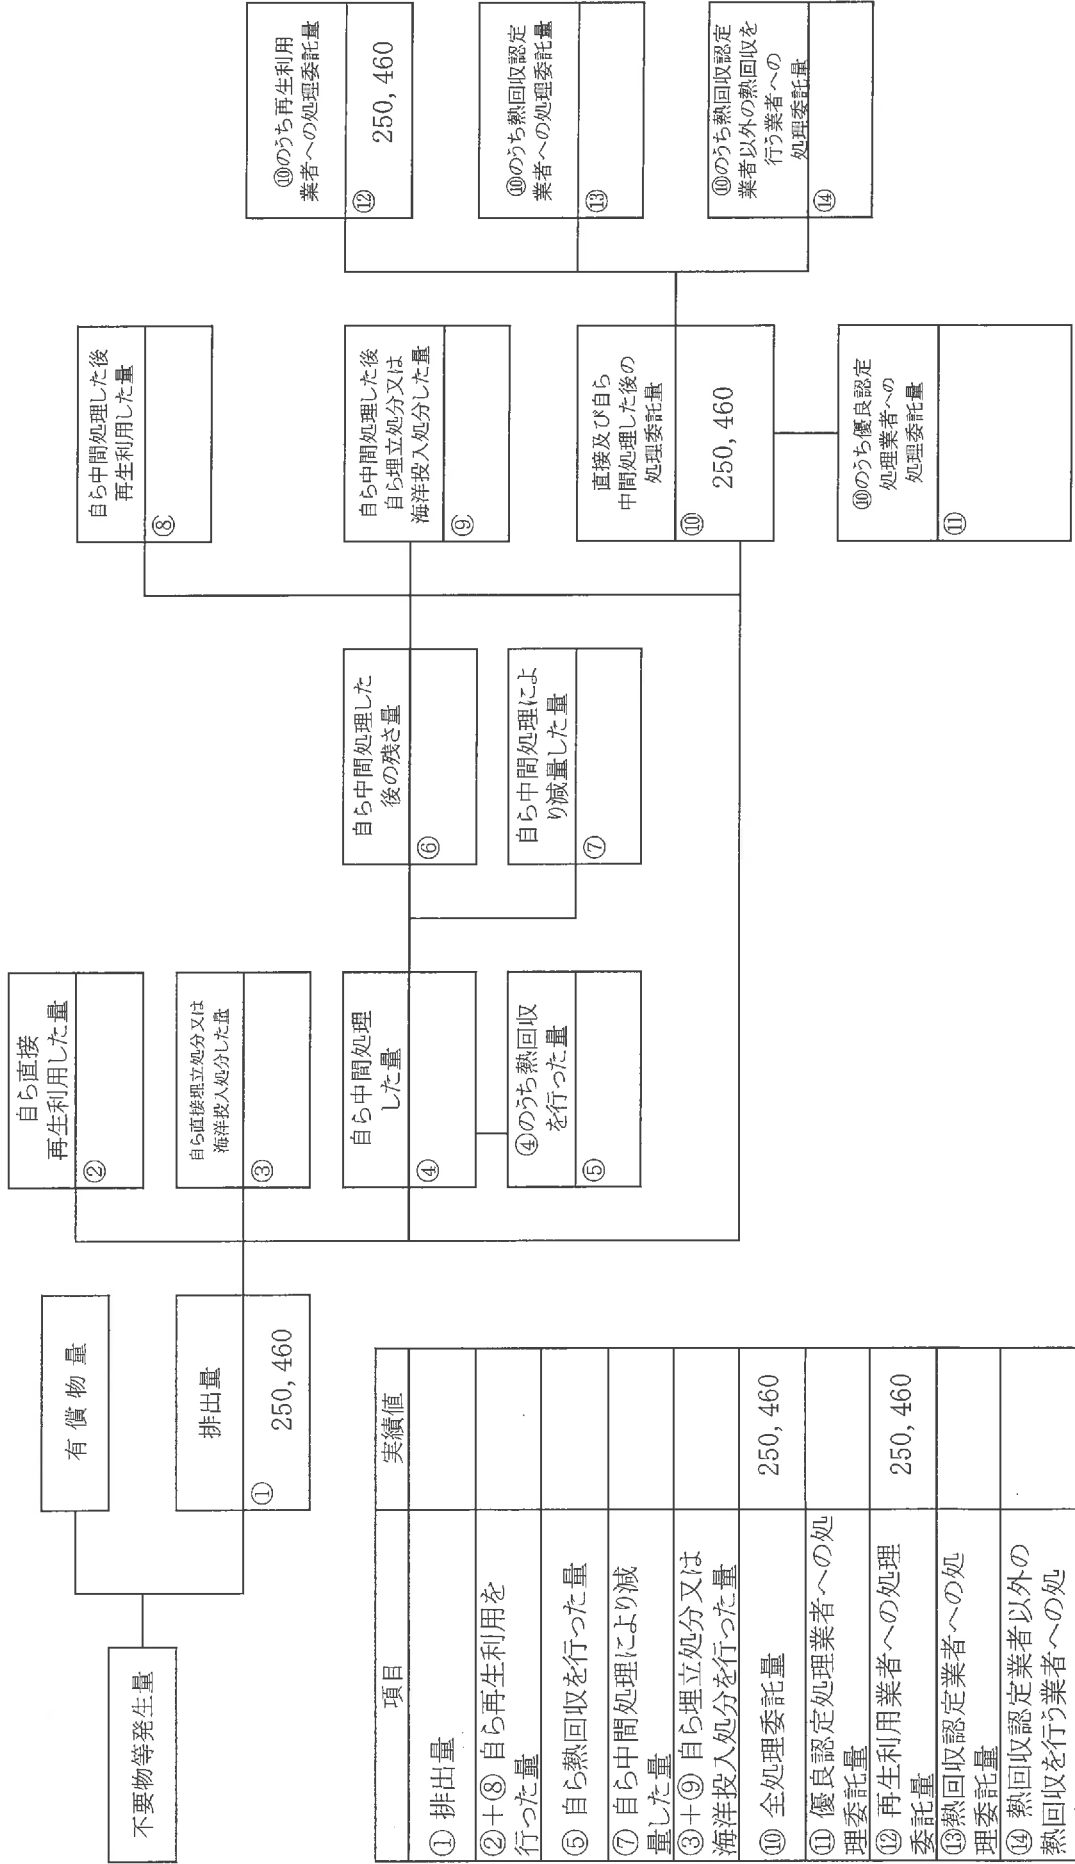 不要物等発生量
有償物量
排出量
①
250,460
自ら直接
再生利用した量
②
自ら直接埋立処分又は
海洋投入処分した量
③
自ら中間処理
した量
④
④のうち熱回収
を行った量
⑤
自ら中間処理した
後の残さ量
⑥
自ら中間処理によ
り減量した量
⑦
自ら中間処理した後
再生利用した量
⑧
自ら中間処理した後
自ら埋立処分又は
海洋投入処分した量
⑨
直接及び自ら
中間処理した後の
処理委託量
⑩
250,460
⑩のうち優良認定
処理業者への
処理委託量
⑪
⑩のうち再生利用
業者への処理委託量
⑫
250,460
⑩のうち熱回収認定
業者への処理委託量
⑬
⑩のうち熱回収認定
業者以外の熱回収を
行う業者への
処理委託量
⑭
項目 実績値
① 排出量
②+⑧ 自ら再生利用を
行った量
⑤ 自ら熱回収を行った量
⑦ 自ら中間処理により減
量した量
③+⑨ 自ら埋立処分又は
海洋投入処分を行った量
⑩ 全処理委託量 250,460
⑪ 優良認定処理業者への処
理委託量
⑫ 再生利用業者への処理
委託量 250,460
⑬熱回収認定業者への処
理委託量
⑭ 熱回収認定業者以外の
熱回収を行う業者への処